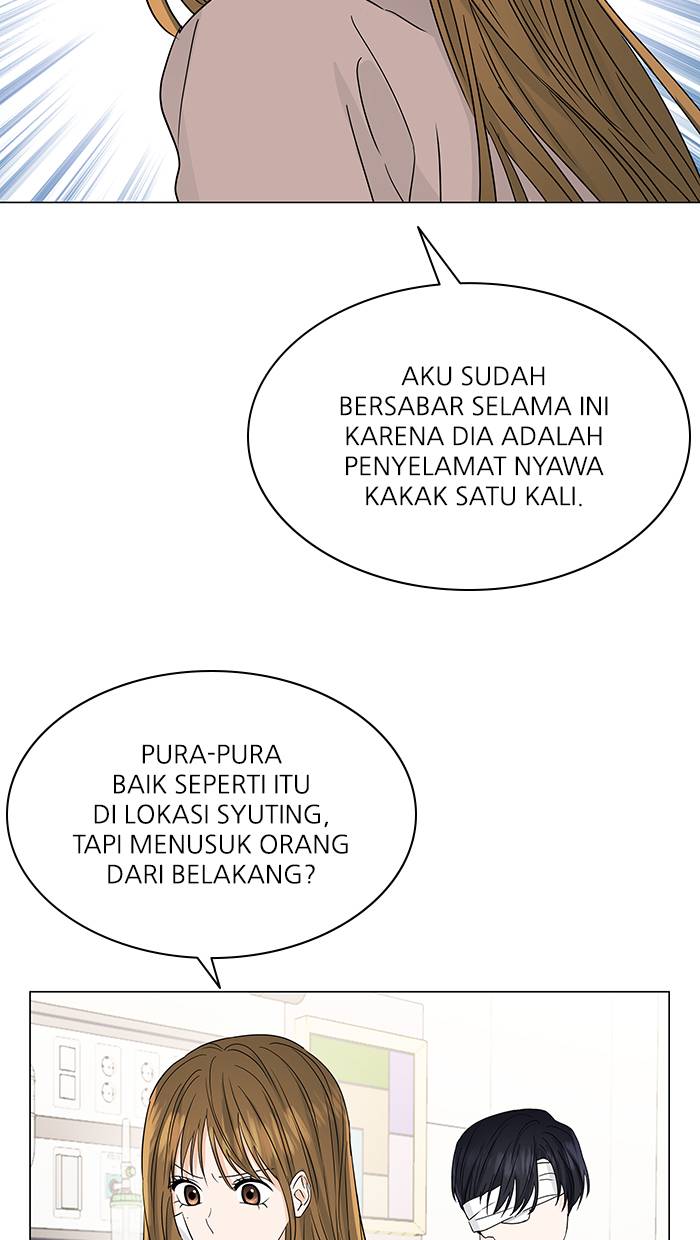 AKU SUDAH
BERSABAR SELAMA INI
KARENA DIA ADALAH
PENYELAMAT NYAWA
KAKAK SATU KALI.
PURA-PURA
BAIK SEPERTI ITU
DI LOKASI SYUTING,
TAPI MENUSUK ORANG
DARI BELAKANG?